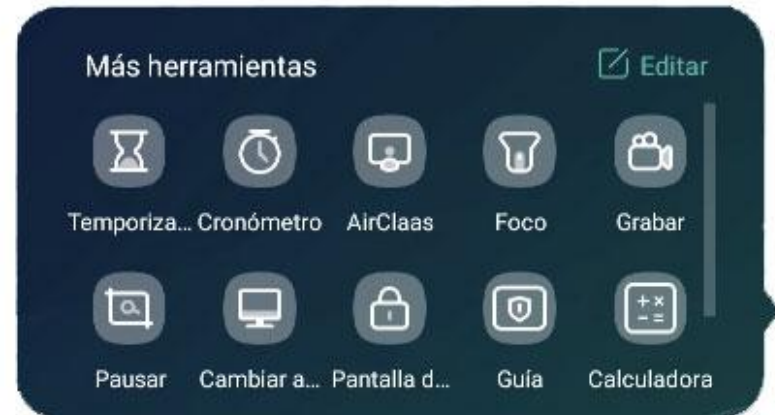 Más herramientas Editar
Temporiza... Cronómetro AirClaas Foco Grabar
Pausar Cambiar a... Pantalla d... Guía Calculadora